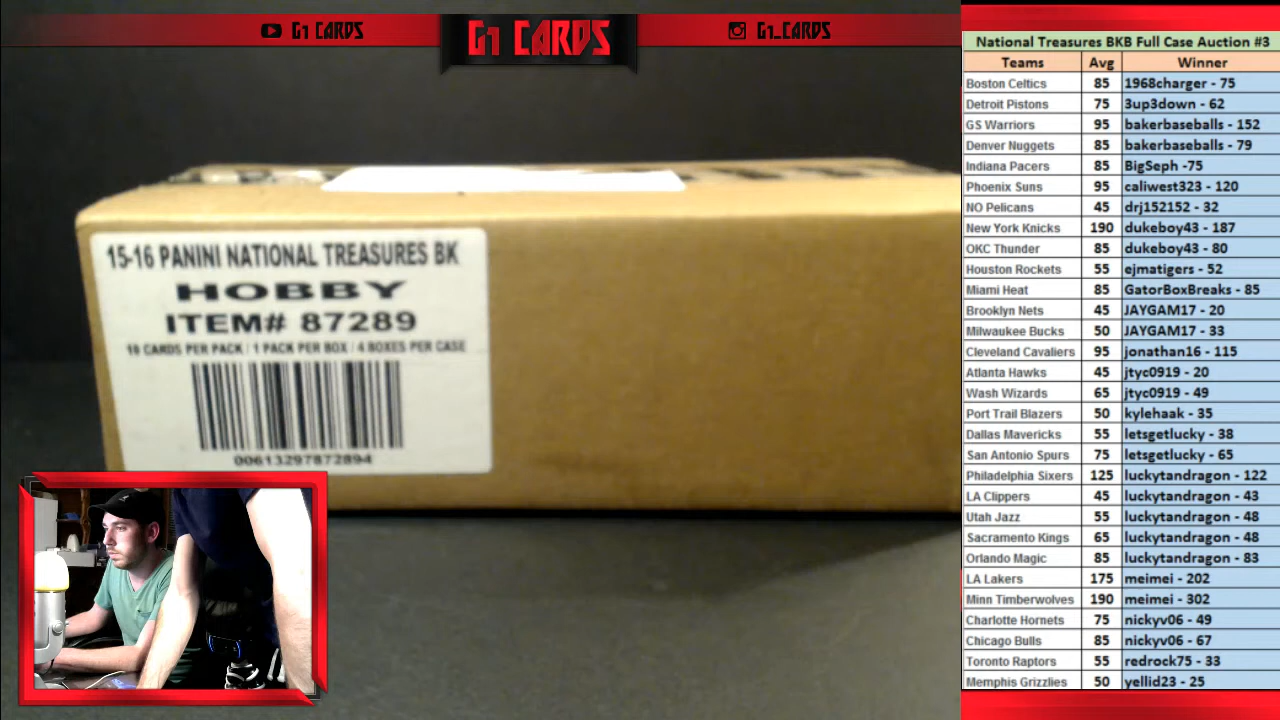 G1 CARDS
G1 CARDS
G1_CARDS
15-16 PANINI NATIONAL TREASURES BK
HOBBY
ITEM# 87289
10 CARDS PER PACK / 1 PACK PER BOX / 4 BOXES PER CASE
00613297872894
National Treasures BKB Full Case Auction #3
Teams Avg Winner
Boston Celtics 85 1968charger - 75
Detroit Pistons 75 3up3down - 62
GS Warriors 95 bakerbaseballs - 152
Denver Nuggets 85 bakerbaseballs - 79
Indiana Pacers 85 BigSeph -75
Phoenix Suns 95 caliwest323 - 120
NO Pelicans 45 drj152152 - 32
New York Knicks 190 dukeboy43 - 187
OKC Thunder 85 dukeboy43 - 80
Houston Rockets 55 ejmatigers - 52
Miami Heat 85 GatorBoxBreaks - 85
Brooklyn Nets 45 JAYGAM17 - 20
Milwaukee Bucks 50 JAYGAM17 - 33
Cleveland Cavaliers 95 jonathan16 - 115
Atlanta Hawks 45 jtyc0919 - 20
Wash Wizards 65 jtyc0919 - 49
Port Trail Blazers 50 kylehaak - 35
Dallas Mavericks 55 letsgetlucky - 38
San Antonio Spurs 75 letsgetlucky - 65
Philadelphia Sixers 125 luckytandragon - 122
LA Clippers 45 luckytandragon - 43
Utah Jazz 55 luckytandragon - 48
Sacramento Kings 65 luckytandragon - 48
Orlando Magic 85 luckytandragon - 83
LA Lakers 175 meimei - 202
Minn Timberwolves 190 meimei - 302
Charlotte Hornets 75 nickyv06 - 49
Chicago Bulls 85 nickyv06 - 67
Toronto Raptors 55 redrock75 - 33
Memphis Grizzlies 50 yellid23 - 25